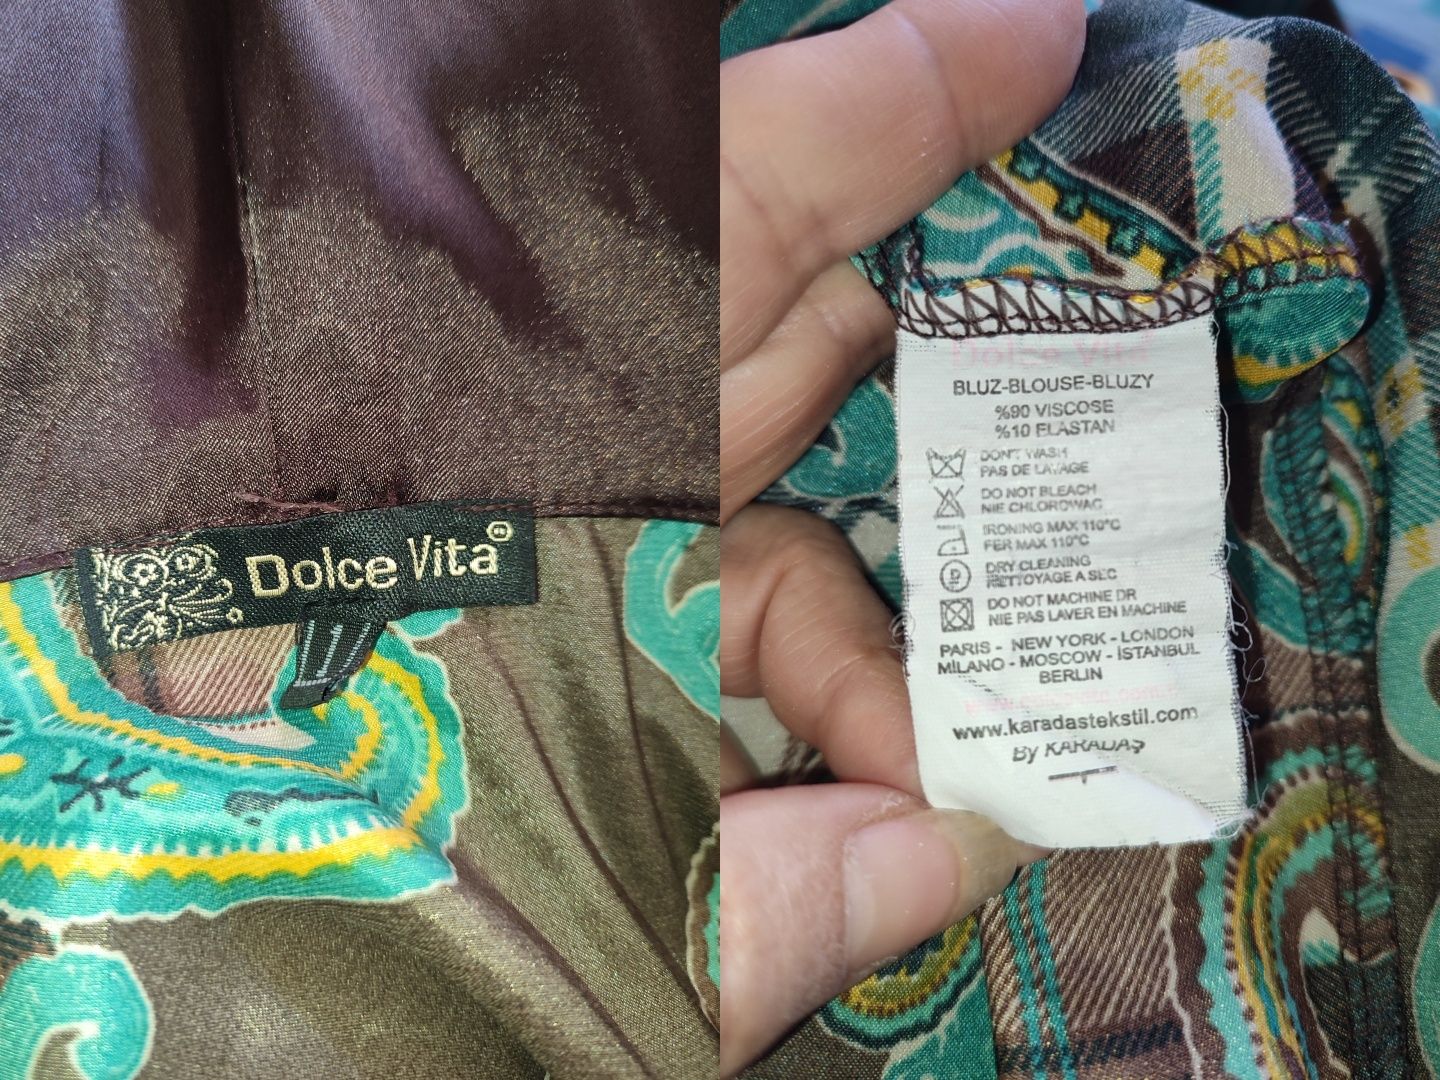 Dolce Vita®
Dolce Vita
BLUZ-BLOUSE-BLUZY
%90 VISCOSE
%10 ELASTAN
DON'T WASH
PAS DE LAVAGE
DO NOT BLEACH
NIE CHLOROWAC
IRONING MAX 110°C
FER MAX 110°C
DRY CLEANING
NETTOYAGE A SEC
DO NOT MACHINE DR
NIE PAS LAVER EN MACHINE
PARIS - NEW YORK - LONDON
MILANO - MOSCOW - İSTANBUL
BERLIN
www.karadastekstil.com
By KARADAŞ